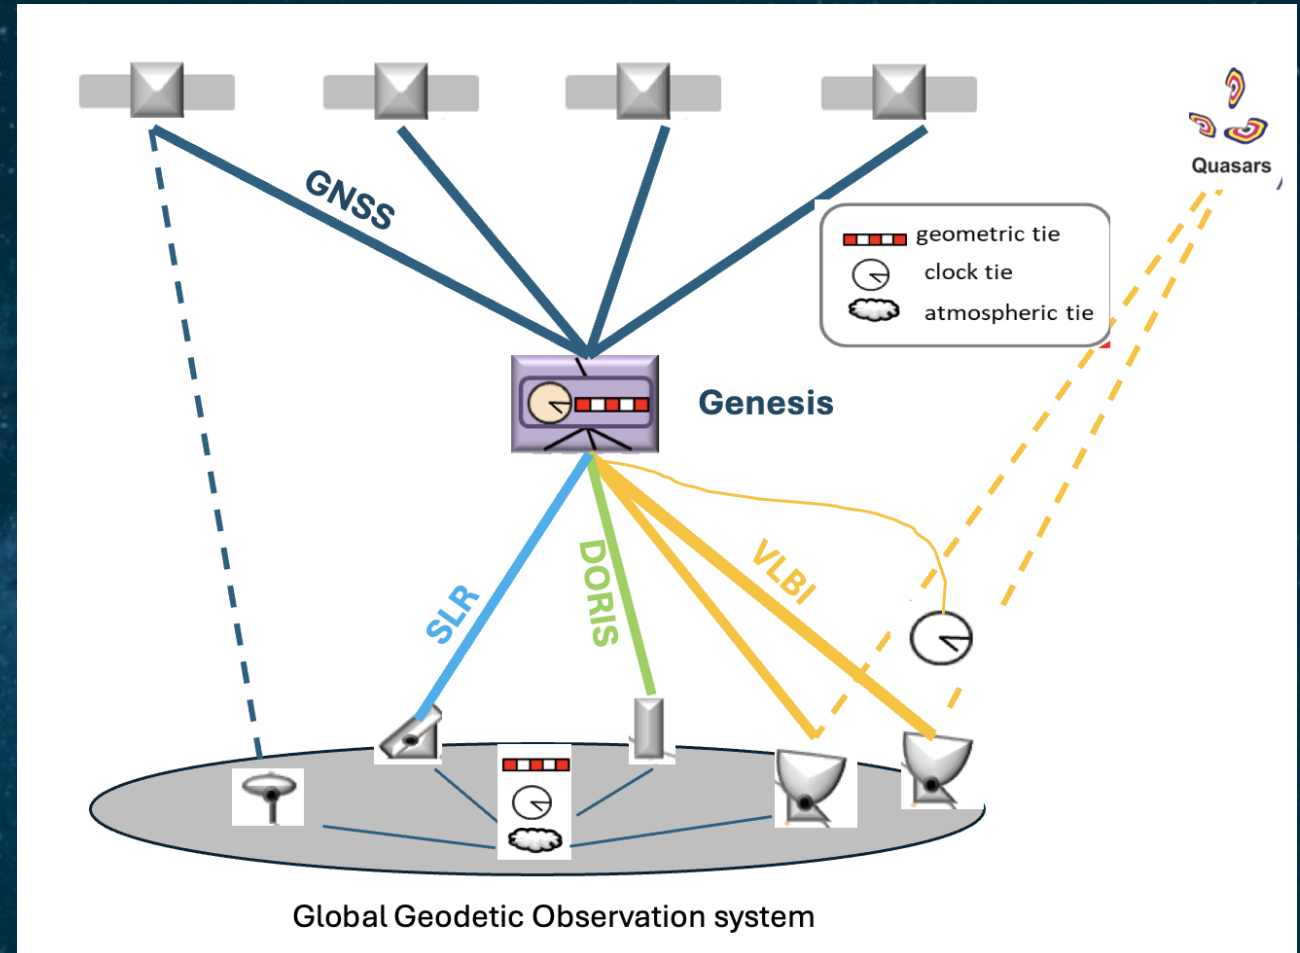 Quasars
GNSS
geometric tie
clock tie
atmospheric tie
Genesis
SLR
DORIS
VLBI
Global Geodetic Observation system